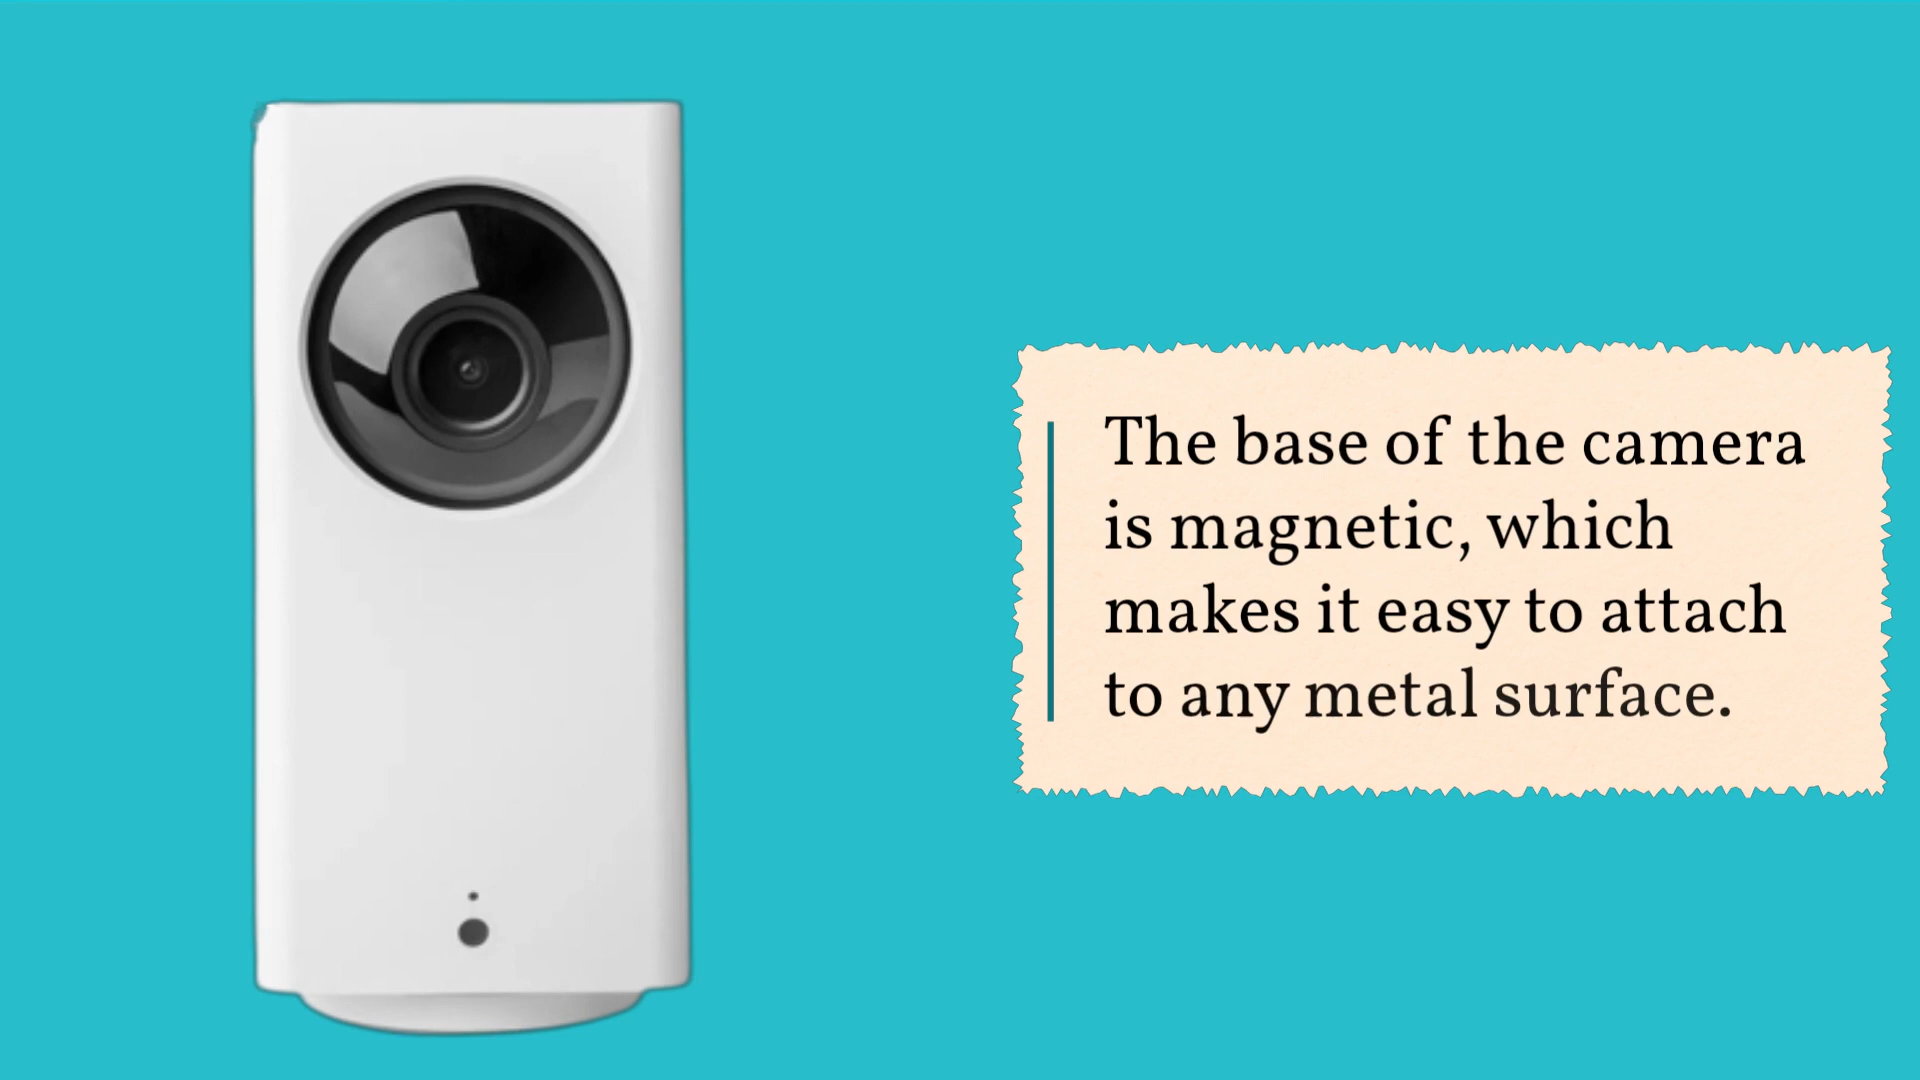 The base of the camera
is magnetic, which
makes it easy to attach
to any metal surface.